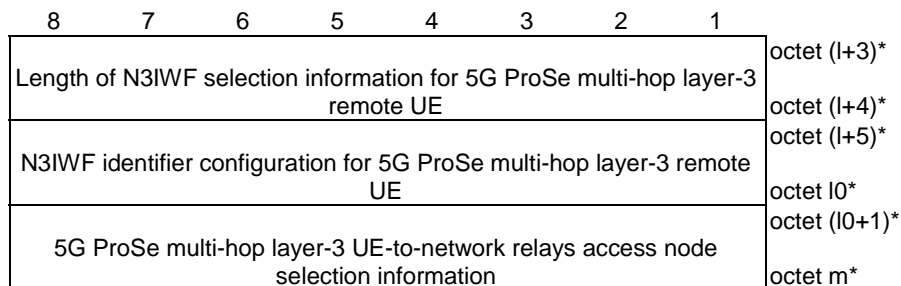 8 7 6 5 4 3 2 1
octet (l+3)*
Length of N3IWF selection information for 5G ProSe multi-hop layer-3
remote UE
octet (l+4)*
octet (l+5)*
N3IWF identifier configuration for 5G ProSe multi-hop layer-3 remote
UE
octet l0*
octet (l0+1)*
5G ProSe multi-hop layer-3 UE-to-network relays access node
selection information
octet m*